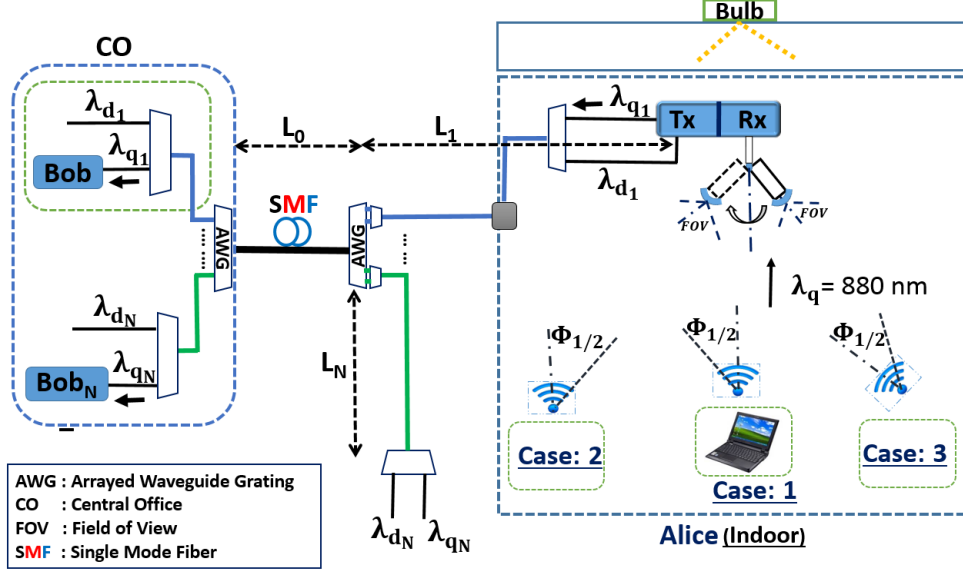 Bulb
CO
λd1
λq1
Bob
AWG
λdN
λqN
BobN
L0
L1
SMF
AWG
LN
λdN
λqN
λq1
λd1
Tx
Rx
FOV
FOV
λq = 880 nm
Φ1/2
Φ1/2
Φ1/2
Case: 2
Case: 1
Case: 3
Alice (Indoor)
AWG : Arrayed Waveguide Grating
CO : Central Office
FOV : Field of View
SMF : Single Mode Fiber